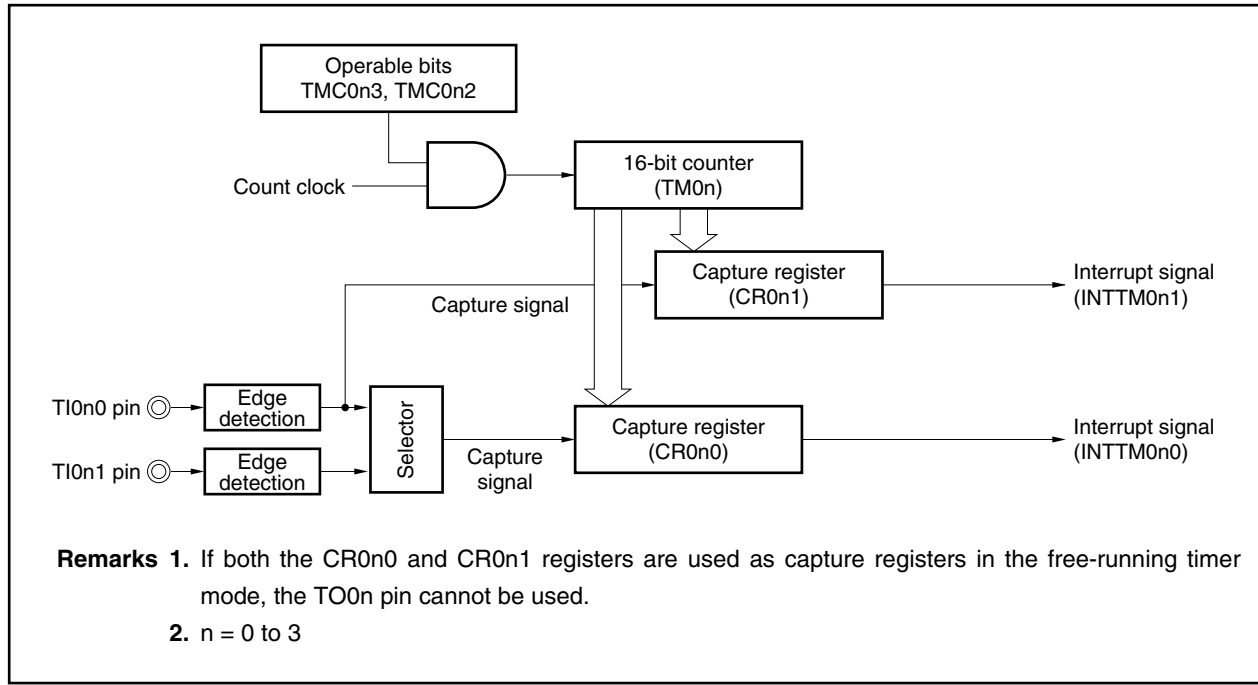 Operable bits
TMC0n3, TMC0n2
Count clock
16-bit counter
(TM0n)
Capture register
(CR0n1)
Interrupt signal
(INTTM0n1)
Capture signal
TI0n0 pin
Edge
detection
Selector
Capture register
(CR0n0)
Interrupt signal
(INTTM0n0)
TI0n1 pin
Edge
detection
Capture
signal
Remarks 1. If both the CR0n0 and CR0n1 registers are used as capture registers in the free-running timer
mode, the TO0n pin cannot be used.
2. n = 0 to 3